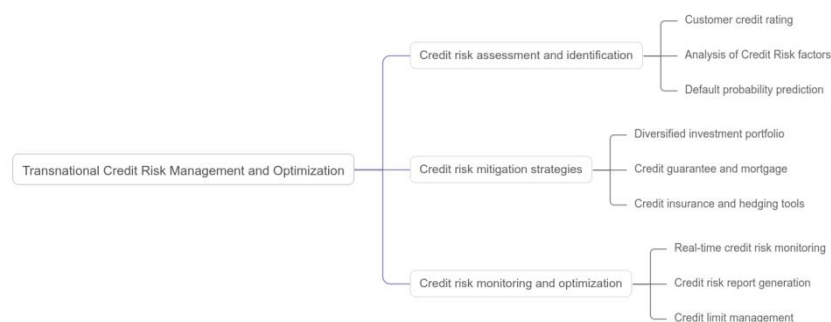 Transnational Credit Risk Management and Optimization
Credit risk assessment and identification
Customer credit rating
Analysis of Credit Risk factors
Default probability prediction
Credit risk mitigation strategies
Diversified investment portfolio
Credit guarantee and mortgage
Credit insurance and hedging tools
Credit risk monitoring and optimization
Real-time credit risk monitoring
Credit risk report generation
Credit limit management